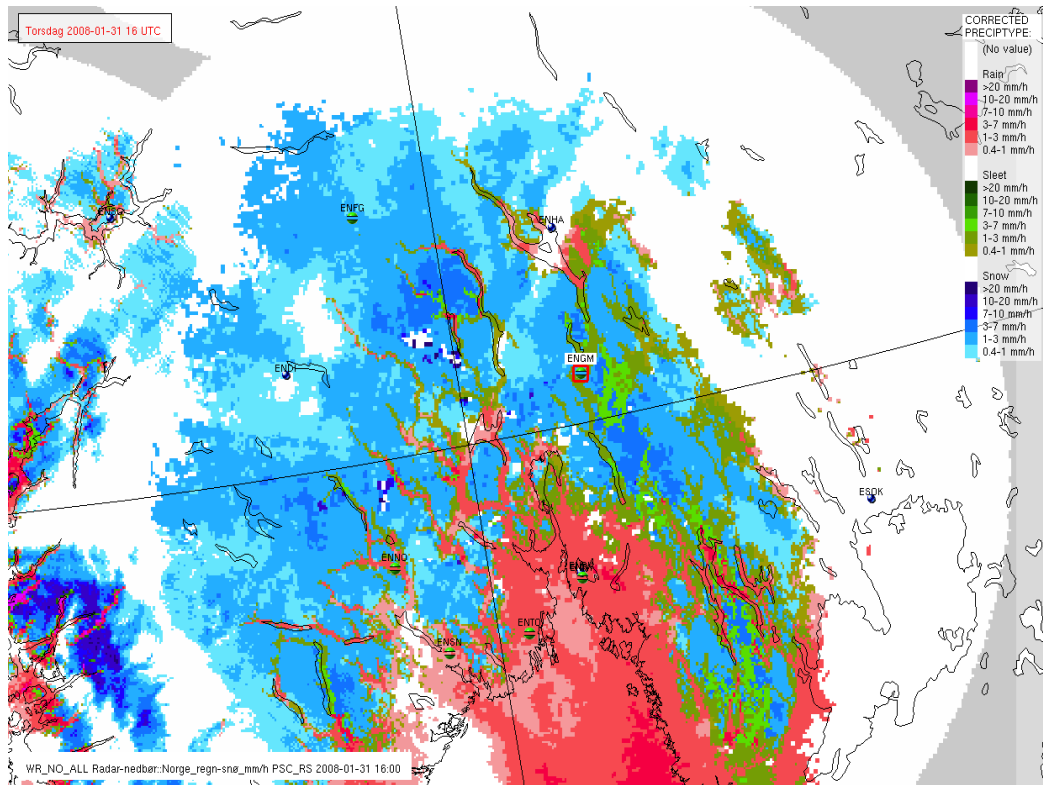 Torsdag 2008-01-31 16 UTC
CORRECTED
PRECIPTYPE:
(No value)
Rain
>20 mm/h
10-20 mm/h
7-10 mm/h
3-7 mm/h
1-3 mm/h
0.4-1 mm/h
Sleet
>20 mm/h
10-20 mm/h
7-10 mm/h
3-7 mm/h
1-3 mm/h
0.4-1 mm/h
Snow
>20 mm/h
10-20 mm/h
7-10 mm/h
3-7 mm/h
1-3 mm/h
0.4-1 mm/h
ENFG
ENHA
ENGM
ESOK
ENNO
ENTO
ENSN
WR_NO_ALL Radar-nedbør::Norge_regn-snø_mm/h PSC_RS 2008-01-31 16:00